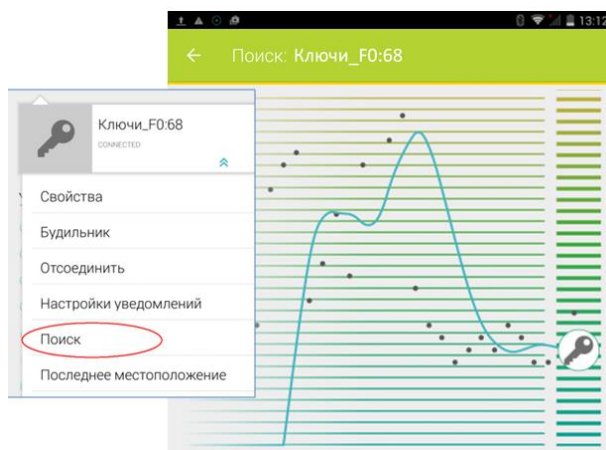 13:12
Поиск: Ключи_F0:68
Ключи_F0:68
CONNECTED
Свойства
Будильник
Отсоединить
Настройки уведомлений
Поиск
Последнее местоположение